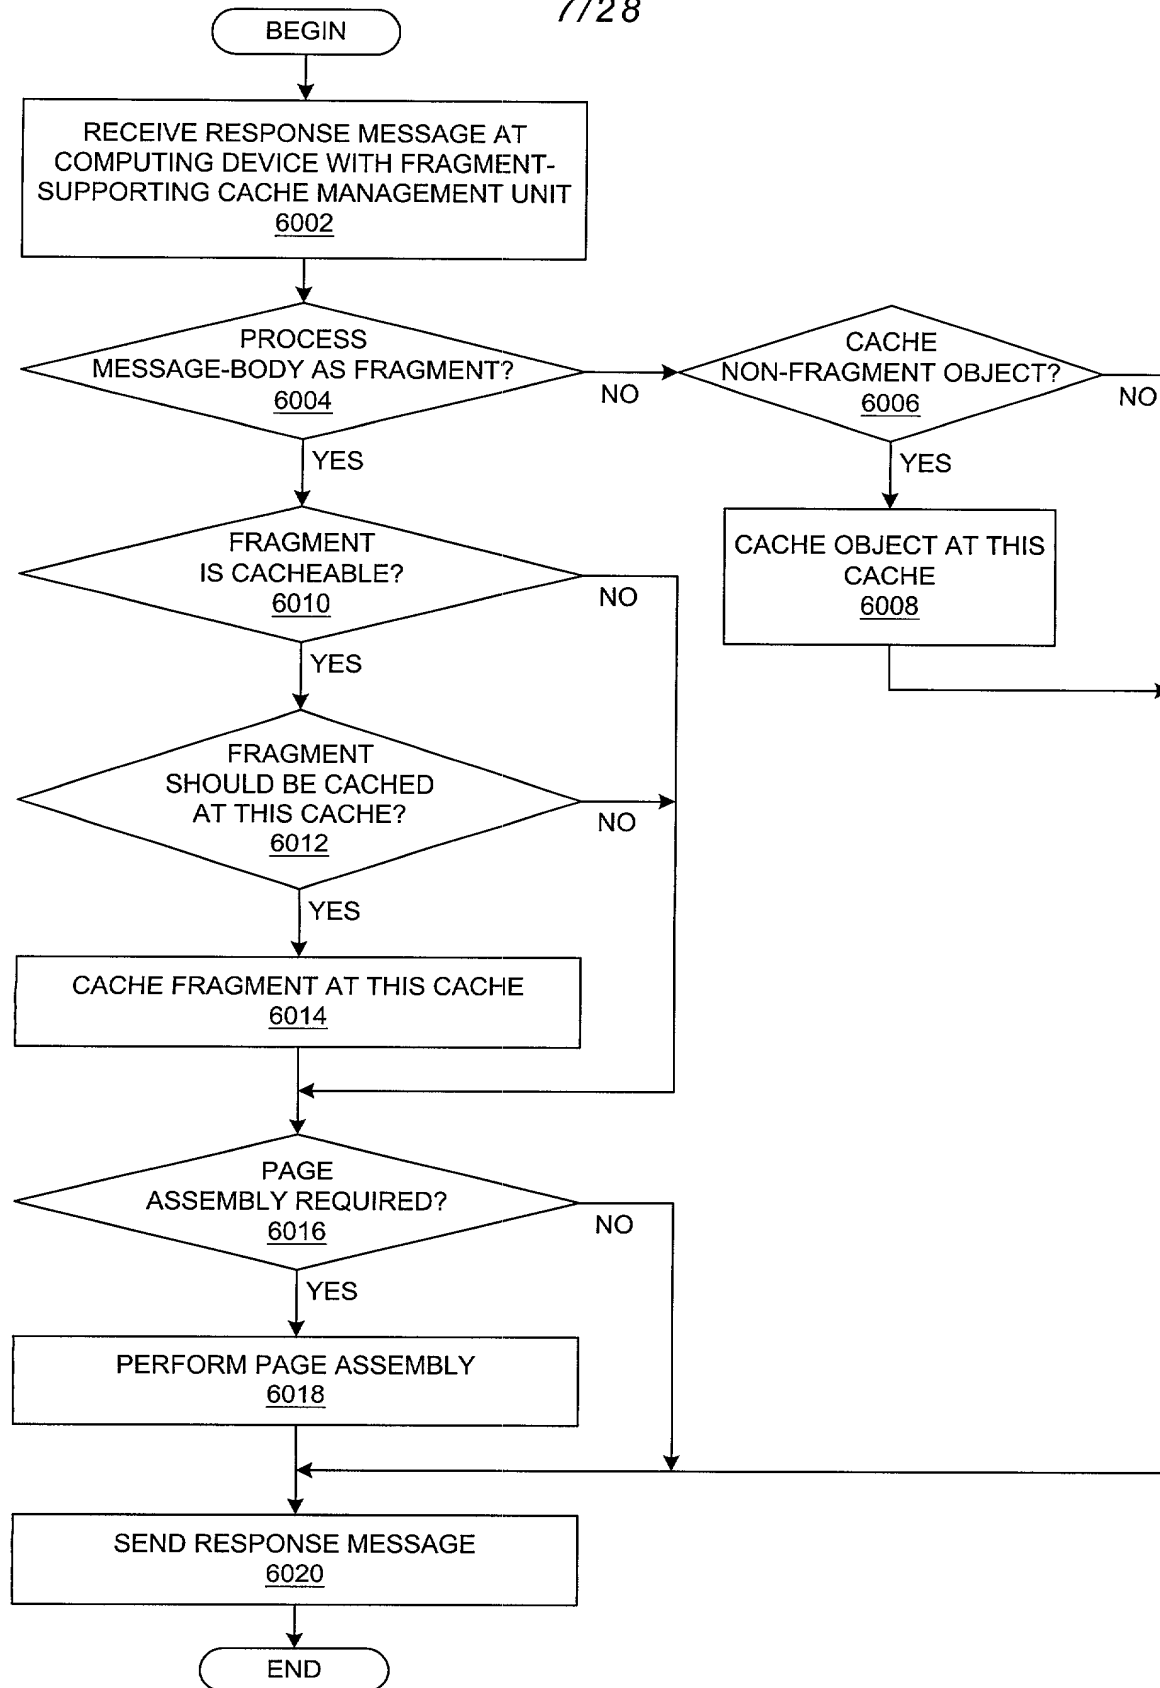 7/28
BEGIN
RECEIVE RESPONSE MESSAGE AT
COMPUTING DEVICE WITH FRAGMENT-
SUPPORTING CACHE MANAGEMENT UNIT
6002
PROCESS
MESSAGE-BODY AS FRAGMENT?
6004
NO
YES
CACHE
NON-FRAGMENT OBJECT?
6006
NO
YES
CACHE OBJECT AT THIS
CACHE
6008
FRAGMENT
IS CACHEABLE?
6010
NO
YES
FRAGMENT
SHOULD BE CACHED
AT THIS CACHE?
6012
NO
YES
CACHE FRAGMENT AT THIS CACHE
6014
PAGE
ASSEMBLY REQUIRED?
6016
NO
YES
PERFORM PAGE ASSEMBLY
6018
SEND RESPONSE MESSAGE
6020
END